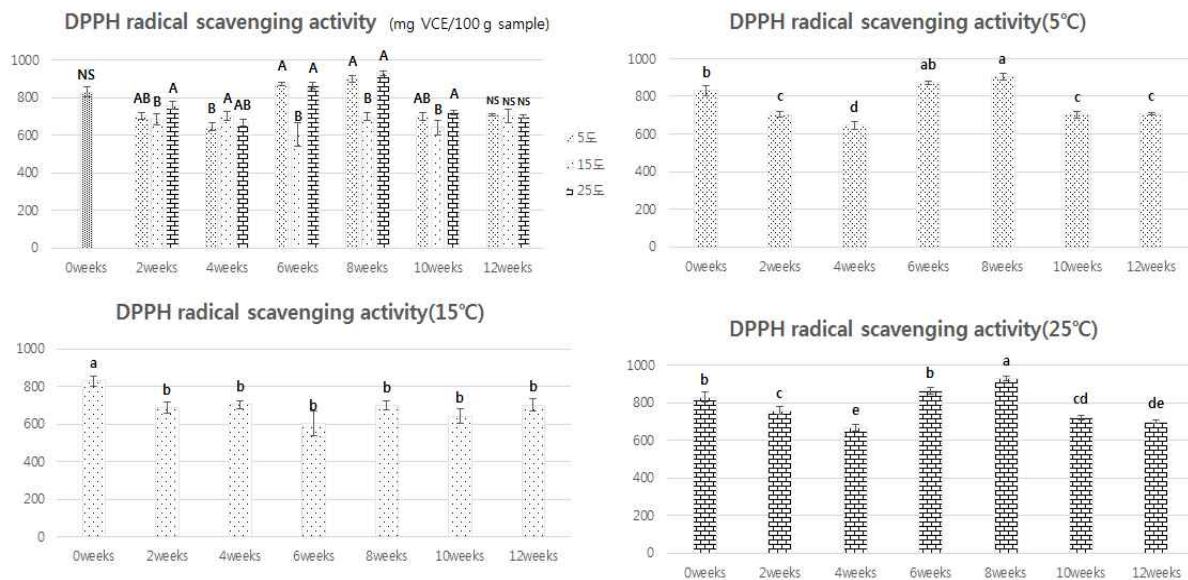 DPPH radical scavenging activity (mg VCE/100 g sample)
1000
800
600
400
200
0
NS
AB B A
B A AB
A B A
A B A
AB B A
NS NS NS
0weeks 2weeks 4weeks 6weeks 8weeks 10weeks 12weeks
5도
15도
25도
DPPH radical scavenging activity(5℃)
1000
800
600
400
200
0
b c d ab a c c
0weeks 2weeks 4weeks 6weeks 8weeks 10weeks 12weeks
DPPH radical scavenging activity(15℃)
1000
800
600
400
200
0
a b b b b b b
0weeks 2weeks 4weeks 6weeks 8weeks 10weeks 12weeks
DPPH radical scavenging activity(25℃)
1000
800
600
400
200
0
b c e b a cd de
0weeks 2weeks 4weeks 6weeks 8weeks 10weeks 12weeks